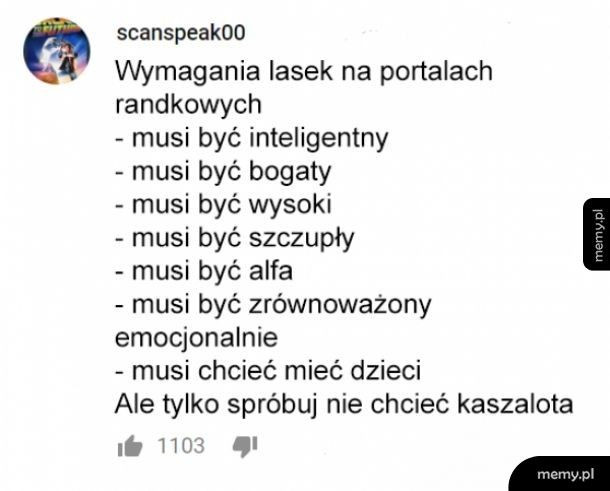 scanspeak00
Wymagania lasek na portalach
randkowych
- musi być inteligentny
- musi być bogaty
- musi być wysoki
- musi być szczupły
- musi być alfa
- musi być zrównoważony
emocjonalnie
- musi chcieć mieć dzieci
Ale tylko spróbuj nie chcieć kaszalota
1103
memy.pl
memy.pl